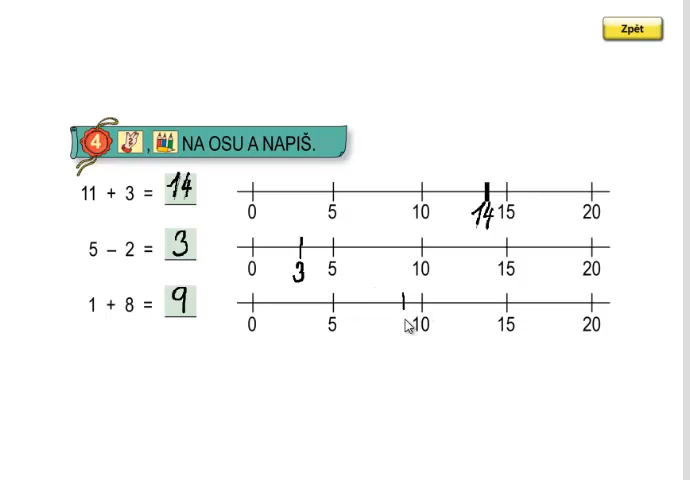 Zpět
4 , NA OSU A NAPIŠ.
11 + 3 = 14
0 5 10 14 15 20
5 – 2 = 3
0 3 5 10 15 20
1 + 8 = 9
0 5 10 15 20